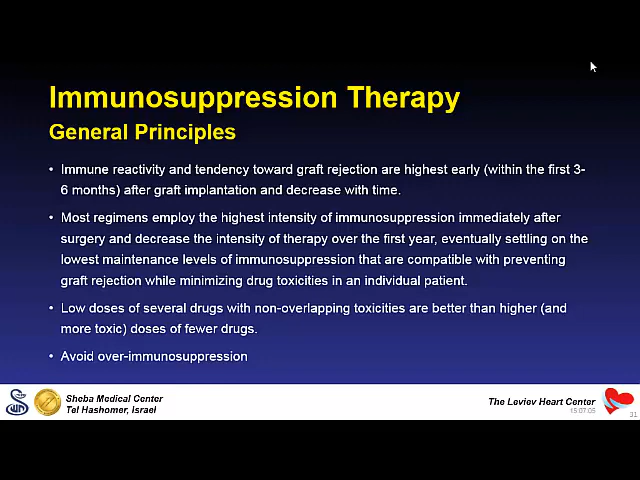 Immunosuppression Therapy
General Principles
• Immune reactivity and tendency toward graft rejection are highest early (within the first 3-
6 months) after graft implantation and decrease with time.
• Most regimens employ the highest intensity of immunosuppression immediately after
surgery and decrease the intensity of therapy over the first year, eventually settling on the
lowest maintenance levels of immunosuppression that are compatible with preventing
graft rejection while minimizing drug toxicities in an individual patient.
• Low doses of several drugs with non-overlapping toxicities are better than higher (and
more toxic) doses of fewer drugs.
• Avoid over-immunosuppression
Sheba Medical Center
Tel Hashomer, Israel
The Leviev Heart Center
15.07.05
31